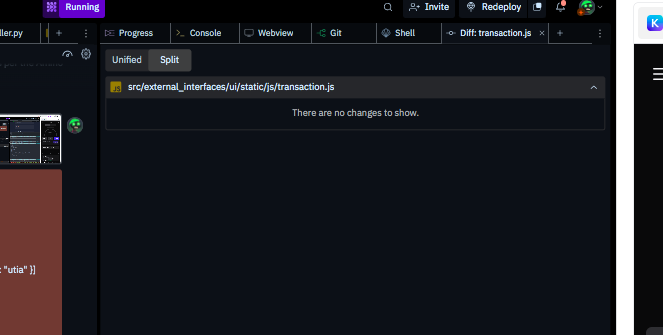 Running
Invite
Redeploy
ller.py
Progress
Console
Webview
Git
Shell
Diff: transaction.js
Unified
Split
JS
src/external_interfaces/ui/static/js/transaction.js
There are no changes to show.
"utia" }]
K